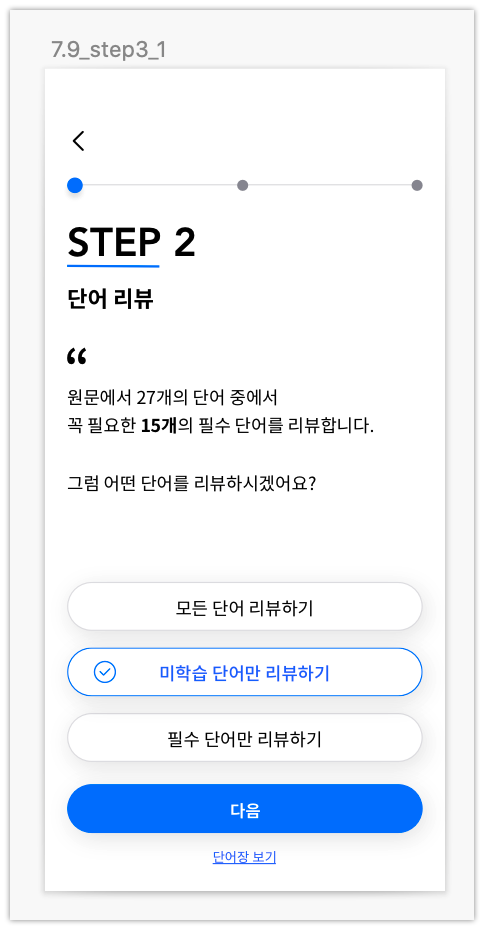 7.9_step3_1
STEP 2
단어 리뷰
“
원문에서 27개의 단어 중에서
꼭 필요한 15개의 필수 단어를 리뷰합니다.
그럼 어떤 단어를 리뷰하시겠어요?
모든 단어 리뷰하기
미학습 단어만 리뷰하기
필수 단어만 리뷰하기
다음
단어장 보기